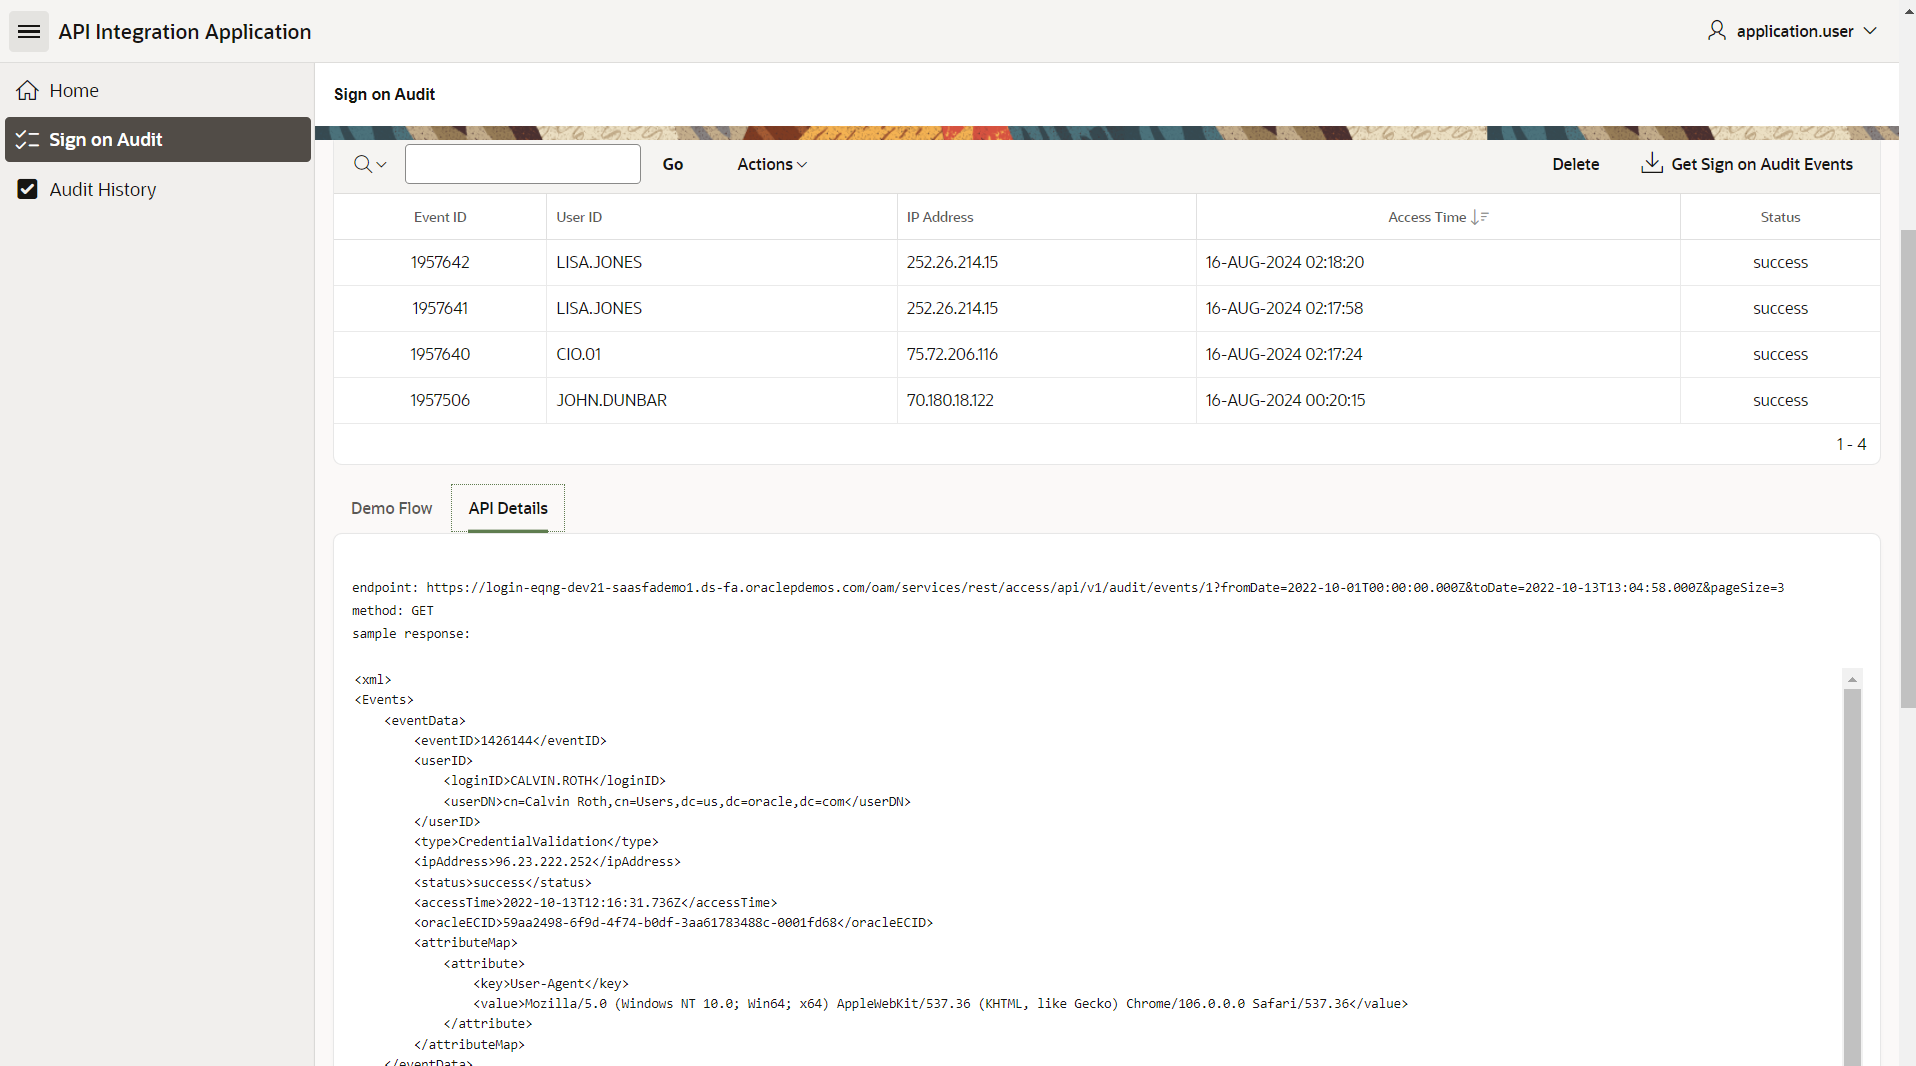 API Integration Application
application.user
Home
Sign on Audit
Audit History
Sign on Audit
Go
Actions
Delete
Get Sign on Audit Events
Event ID User ID IP Address Access Time Status
1957642 LISA.JONES 252.26.214.15 16-AUG-2024 02:18:20 success
1957641 LISA.JONES 252.26.214.15 16-AUG-2024 02:17:58 success
1957640 CIO.01 75.72.206.116 16-AUG-2024 02:17:24 success
1957506 JOHN.DUNBAR 70.180.18.122 16-AUG-2024 00:20:15 success
1 - 4
Demo Flow API Details
endpoint: https://login-eqng-dev21-saasfademo1.ds-fa.oraclepdemos.com/oam/services/rest/access/api/v1/audit/events/1?fromDate=2022-10-01T00:00:00.000Z&toDate=2022-10-13T13:04:58.000Z&pageSize=3
method: GET
sample response:
<xml>
<Events>
<eventData>
<eventID>1426144</eventID>
<userID>
<loginID>CALVIN.ROTH</loginID>
<userDN>cn=Calvin Roth,cn=Users,dc=us,dc=oracle,dc=com</userDN>
</userID>
<type>CredentialValidation</type>
<ipAddress>96.23.222.252</ipAddress>
<status>success</status>
<accessTime>2022-10-13T12:16:31.736Z</accessTime>
<oracleECID>59aa2498-6f9d-4f74-b0df-3aa61783488c-0001fd68</oracleECID>
<attributeMap>
<attribute>
<key>User-Agent</key>
<value>Mozilla/5.0 (Windows NT 10.0; Win64; x64) AppleWebKit/537.36 (KHTML, like Gecko) Chrome/106.0.0.0 Safari/537.36</value>
</attribute>
</attributeMap>
</eventData>